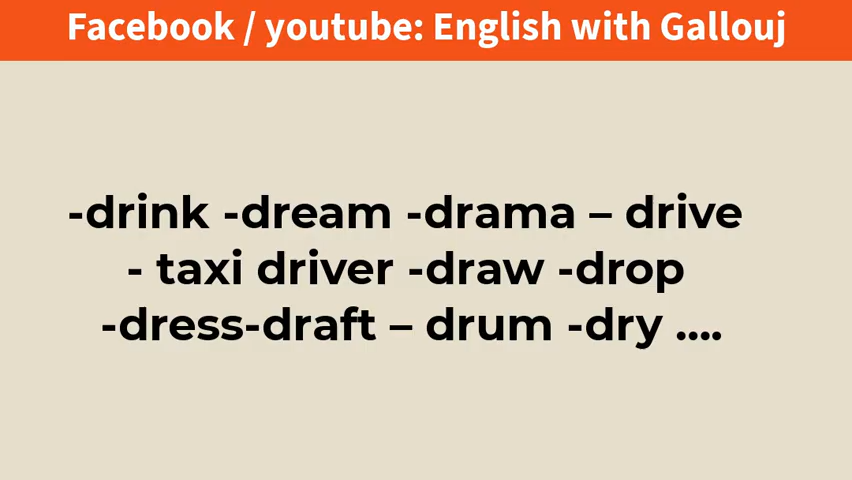 Facebook / youtube: English with Gallouj
-drink -dream -drama – drive
- taxi driver -draw -drop
-dress-draft – drum -dry ....